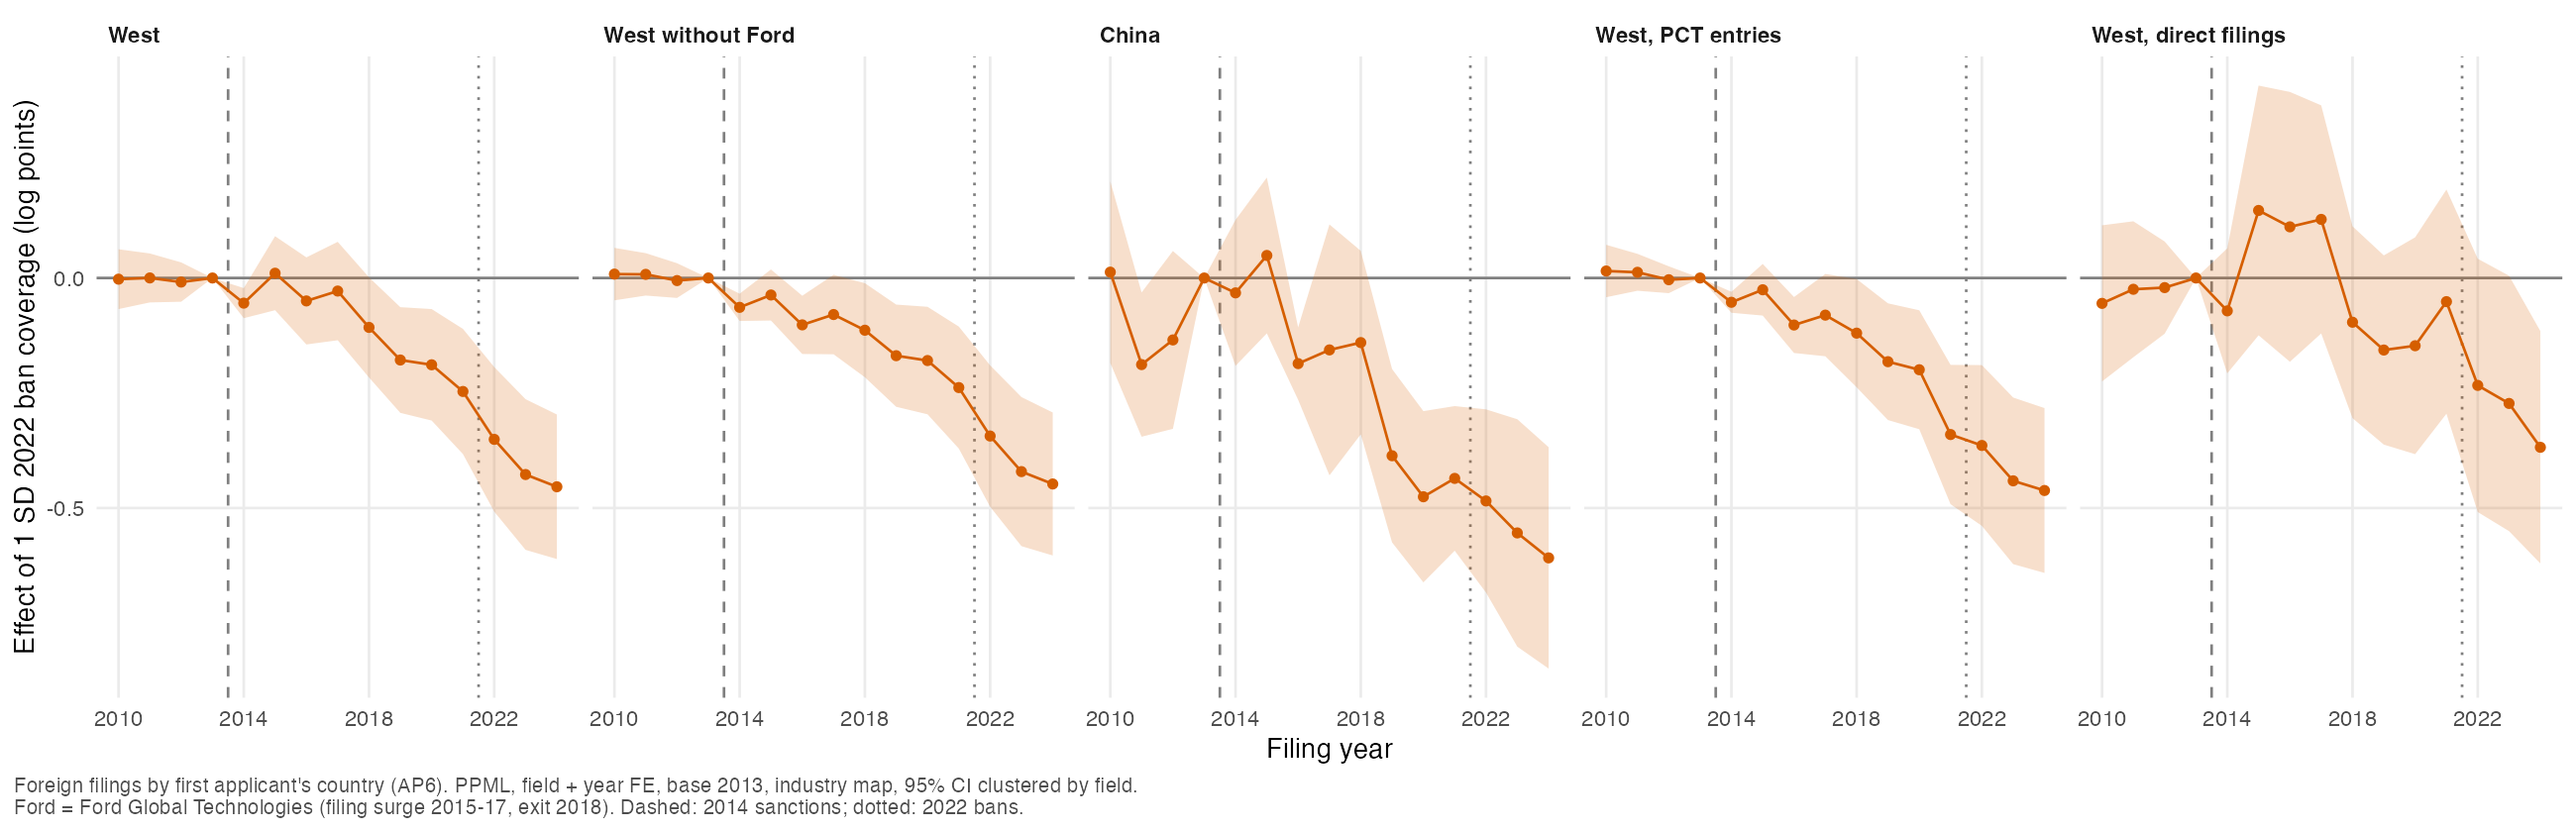 West
West without Ford
China
West, PCT entries
West, direct filings
Effect of 1 SD 2022 ban coverage (log points)
0.0
-0.5
2010 2014 2018 2022
2010 2014 2018 2022
2010 2014 2018 2022
2010 2014 2018 2022
2010 2014 2018 2022
Filing year
Foreign filings by first applicant's country (AP6). PPML, field + year FE, base 2013, industry map, 95% CI clustered by field.
Ford = Ford Global Technologies (filing surge 2015-17, exit 2018). Dashed: 2014 sanctions; dotted: 2022 bans.